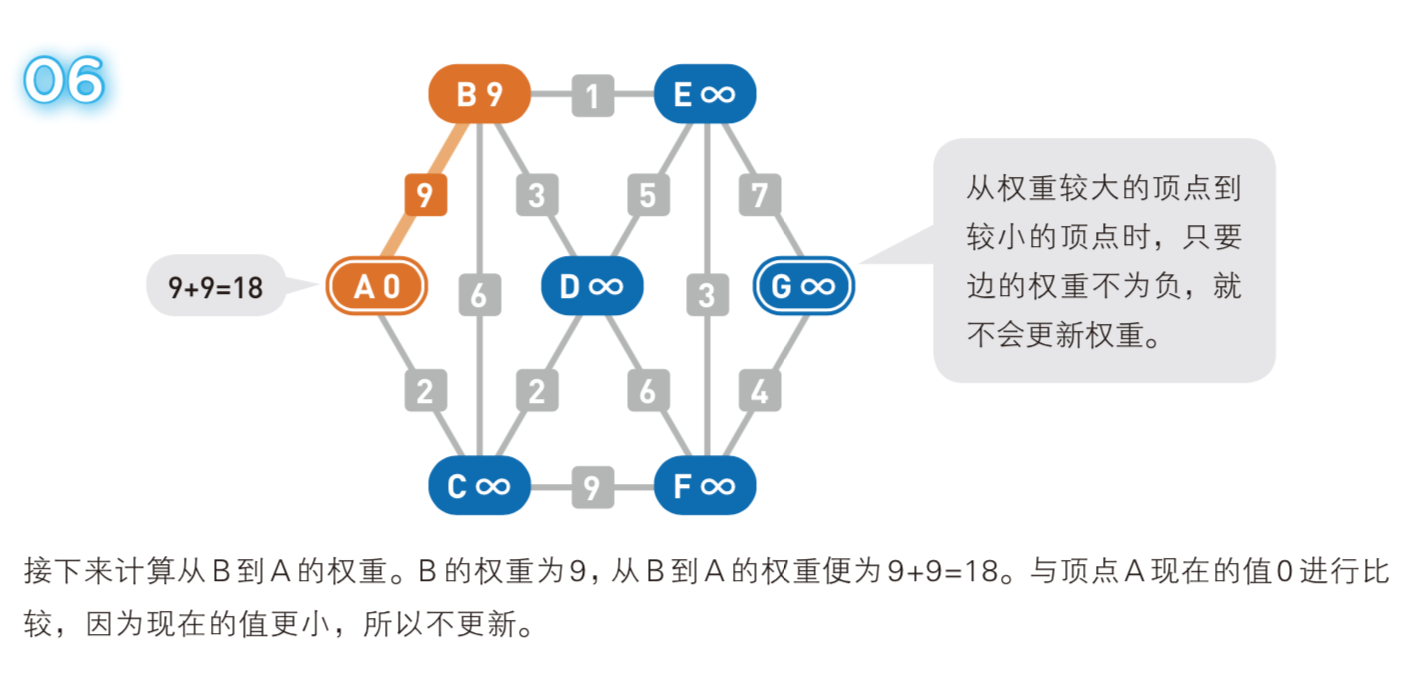 06
B 9
1
E ∞
9
3
5
7
从权重较大的顶点到
较小的顶点时，只要
边的权重不为负，就
不会更新权重。
9+9=18
A 0
6
D ∞
3
G ∞
2
2
6
4
C ∞
9
F ∞
接下来计算从B到A的权重。B的权重为9，从B到A的权重便为9+9=18。与顶点A现在的值0进行比
较，因为现在的值更小，所以不更新。